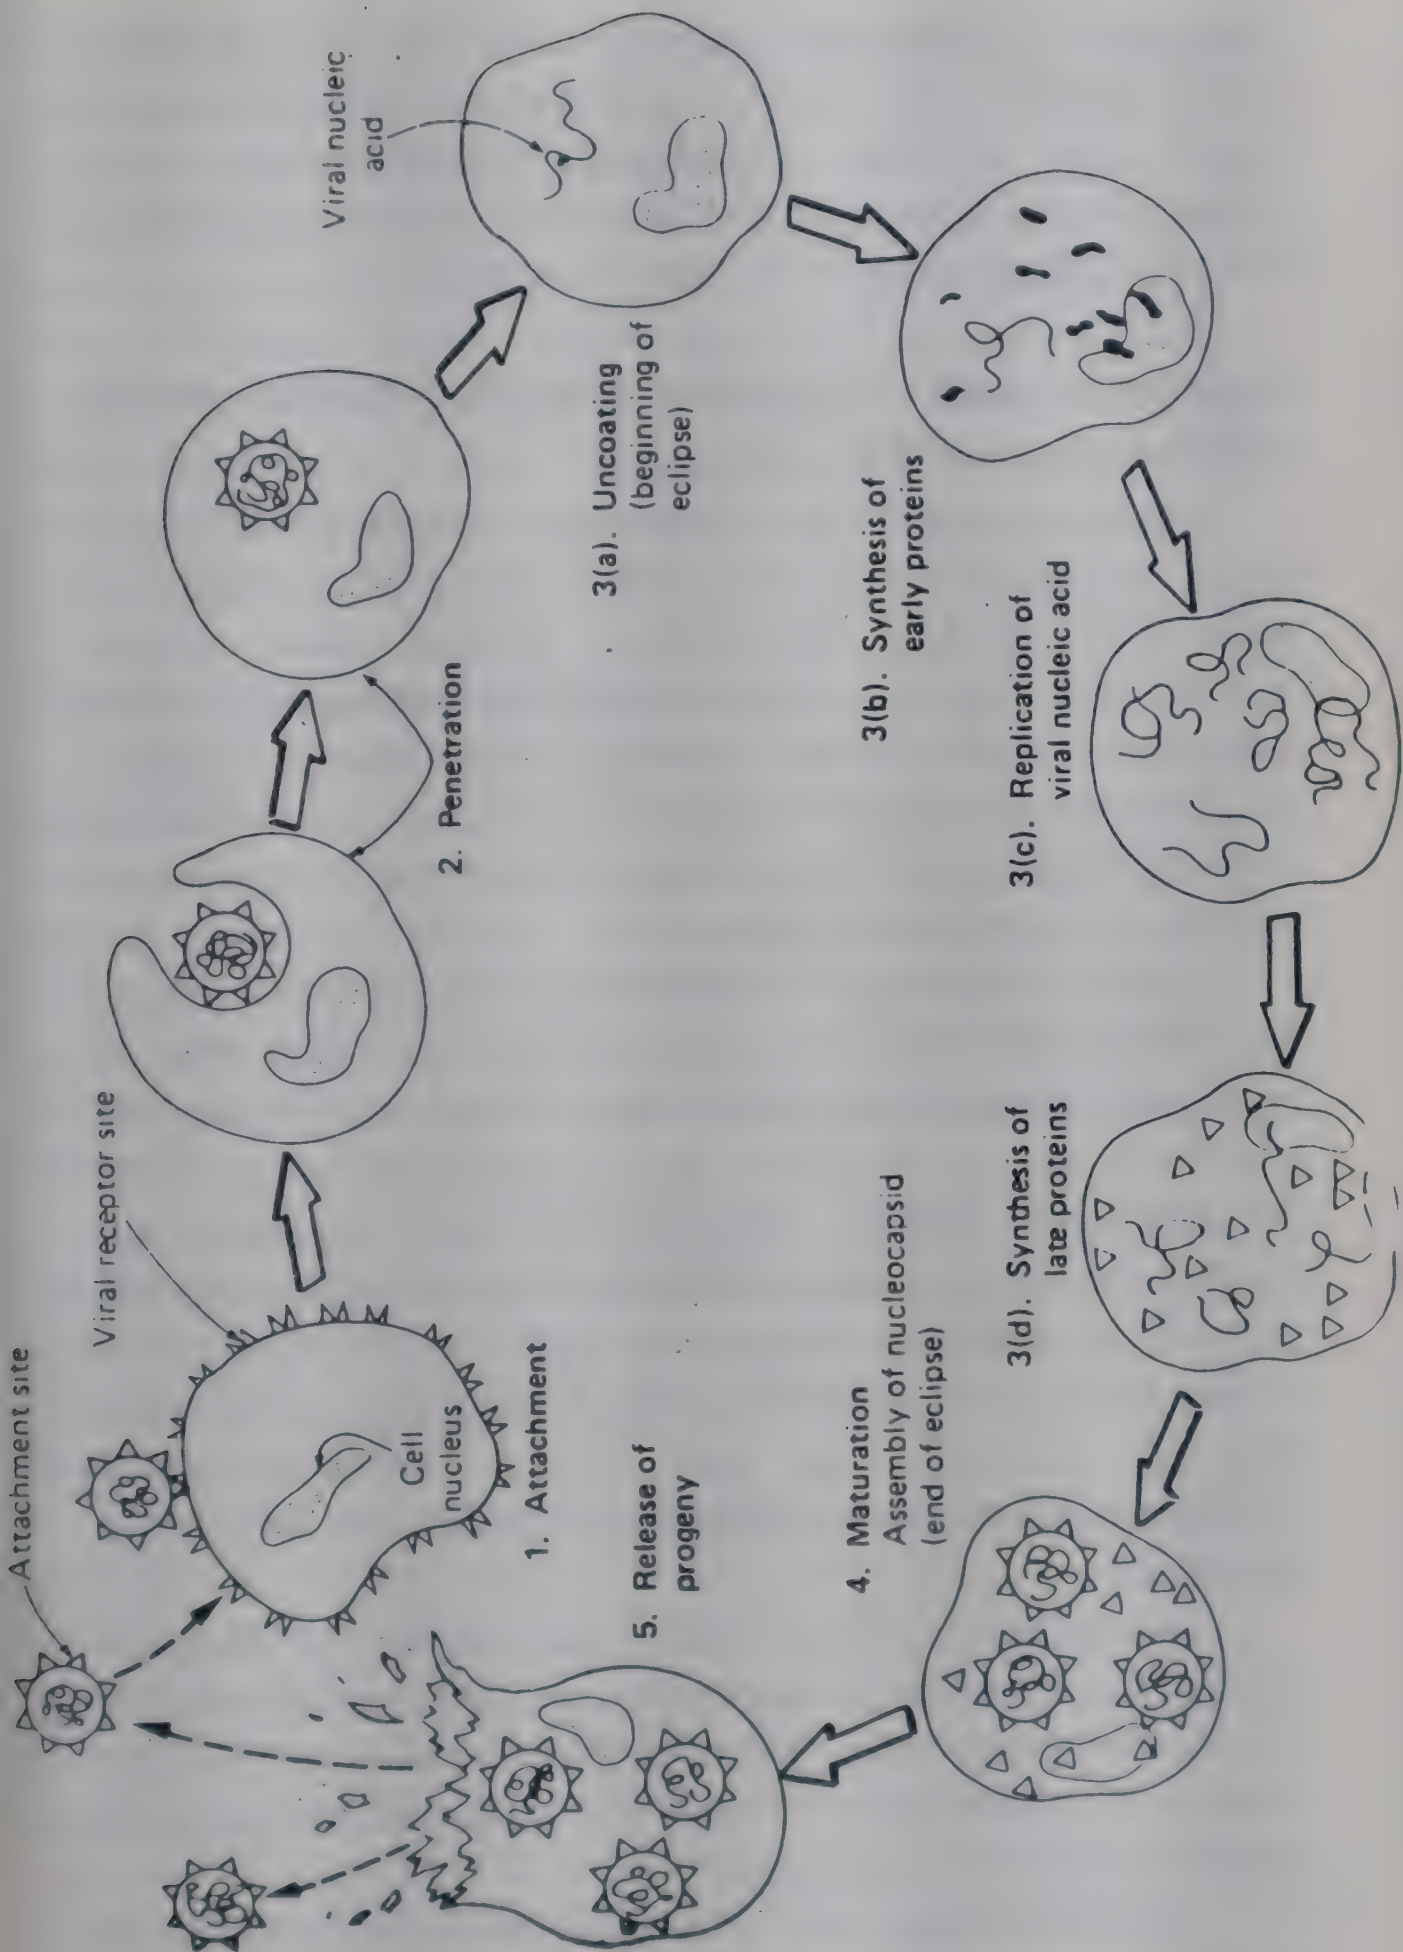 Attachment site
Viral receptor site
Cell
nucleus
1. Attachment
2. Penetration
Viral nucleic
acid
3(a). Uncoating
(beginning of
eclipse)
3(b). Synthesis of
early proteins
3(c). Replication of
viral nucleic acid
3(d). Synthesis of
late proteins
4. Maturation
Assembly of nucleocapsid
(end of eclipse)
5. Release of
progeny